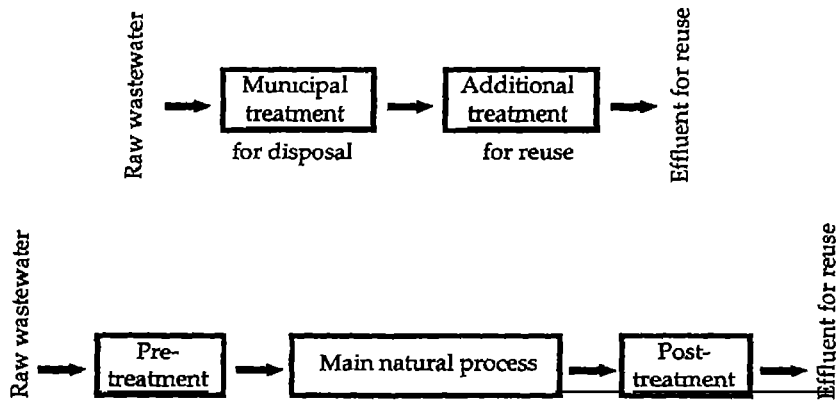 Raw wastewater
Municipal
treatment
for disposal
Additional
treatment
for reuse
Effluent for reuse
Raw wastewater
Pre-
treatment
Main natural process
Post-
treatment
Effluent for reuse